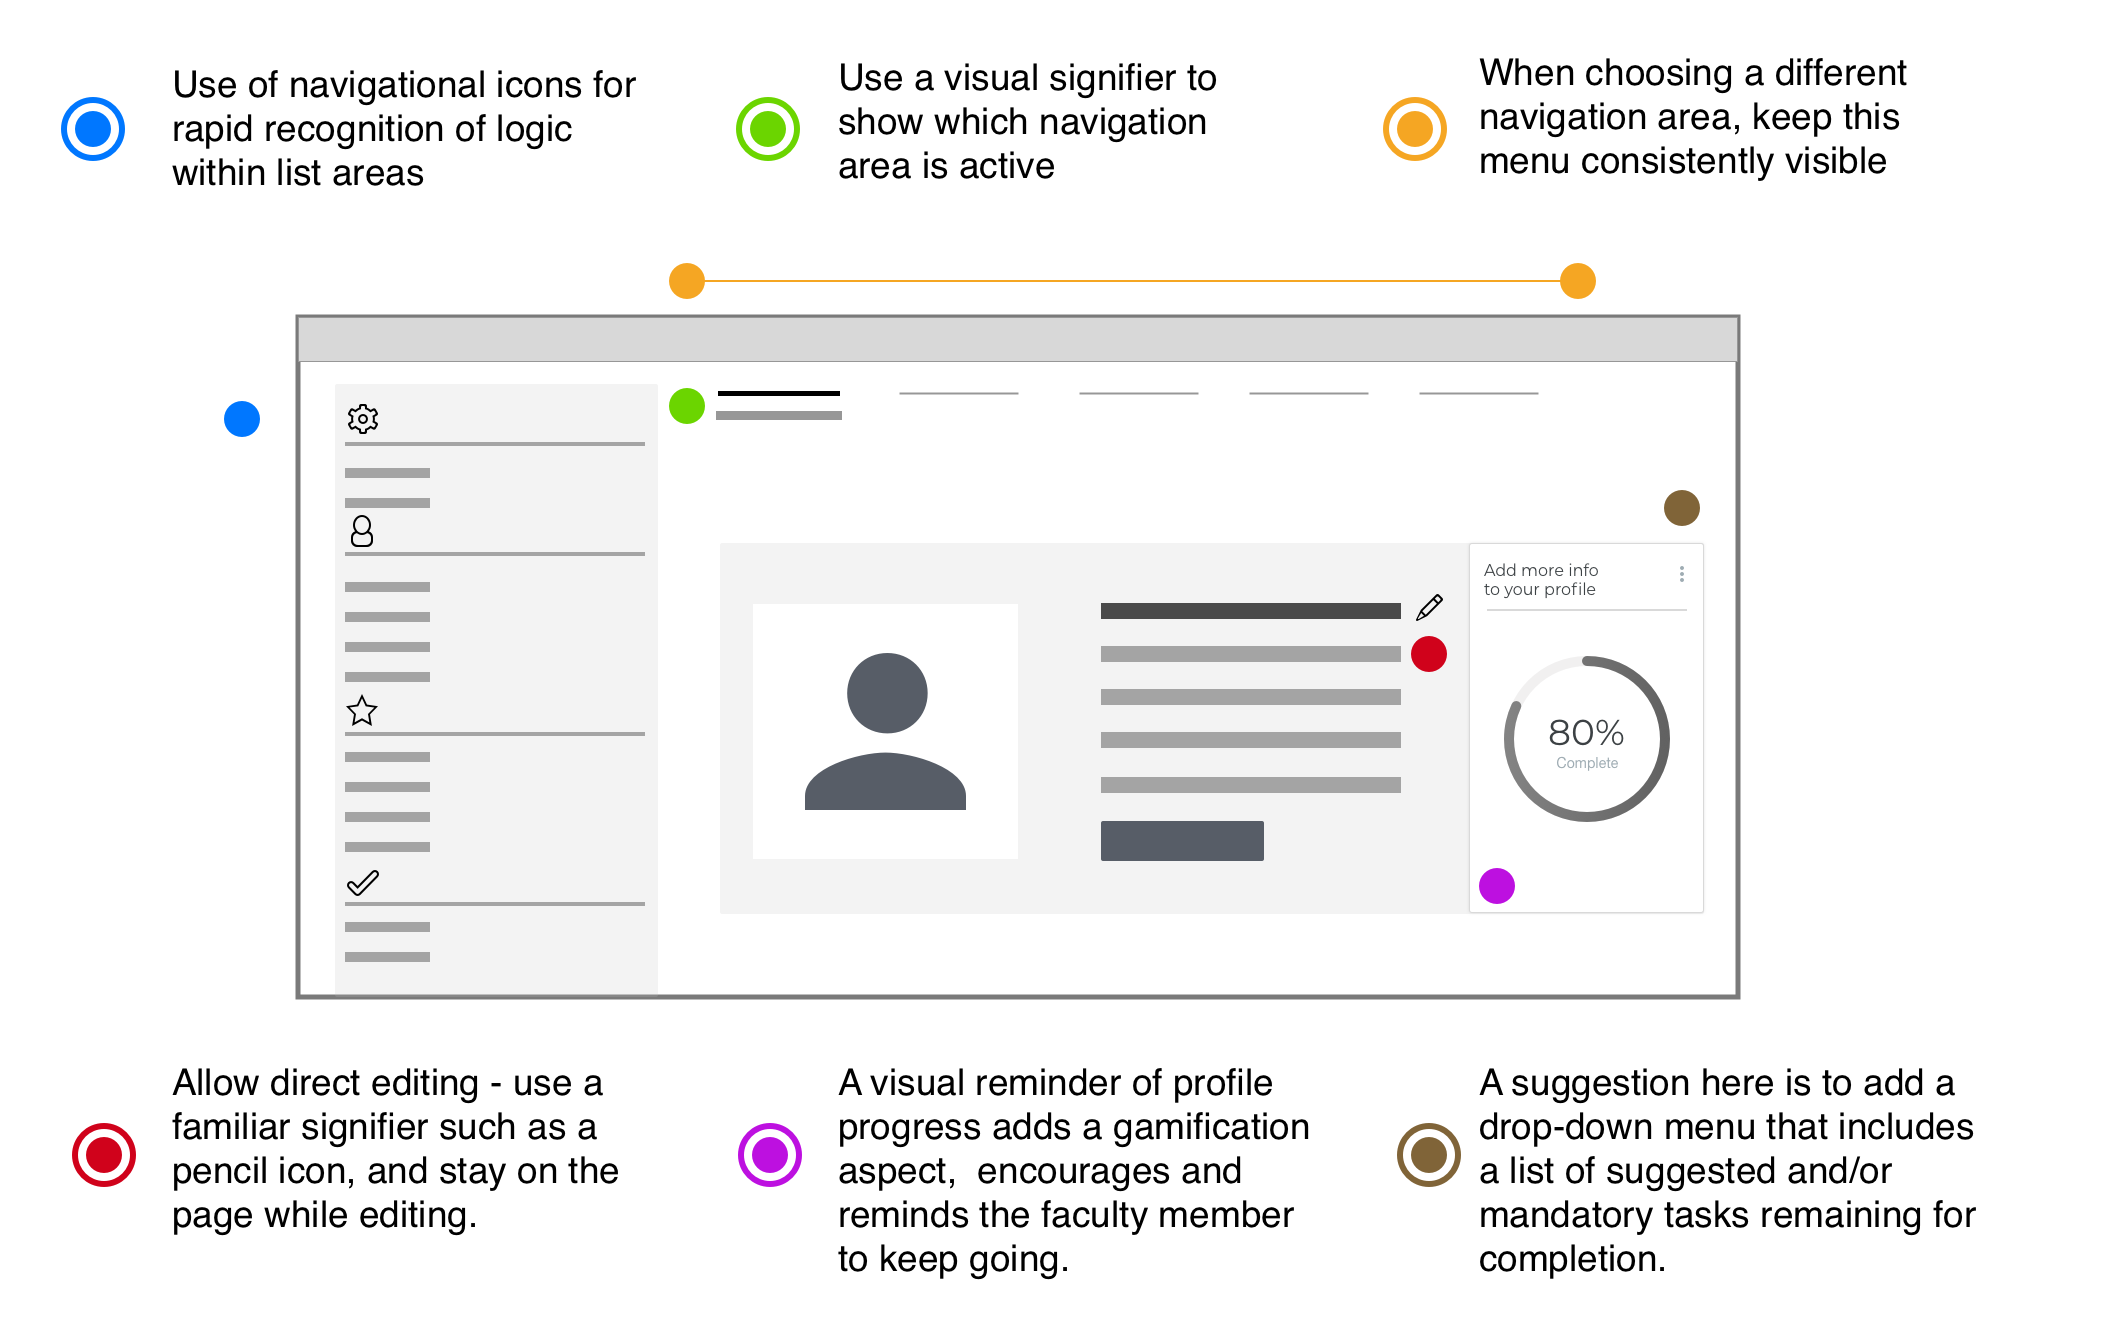 Use of navigational icons for
rapid recognition of logic
within list areas
Use a visual signifier to
show which navigation
area is active
When choosing a different
navigation area, keep this
menu consistently visible
Add more info
to your profile
80%
Complete
Allow direct editing - use a
familiar signifier such as a
pencil icon, and stay on the
page while editing.
A visual reminder of profile
progress adds a gamification
aspect,  encourages and
reminds the faculty member
to keep going.
A suggestion here is to add a
drop-down menu that includes
a list of suggested and/or
mandatory tasks remaining for
completion.